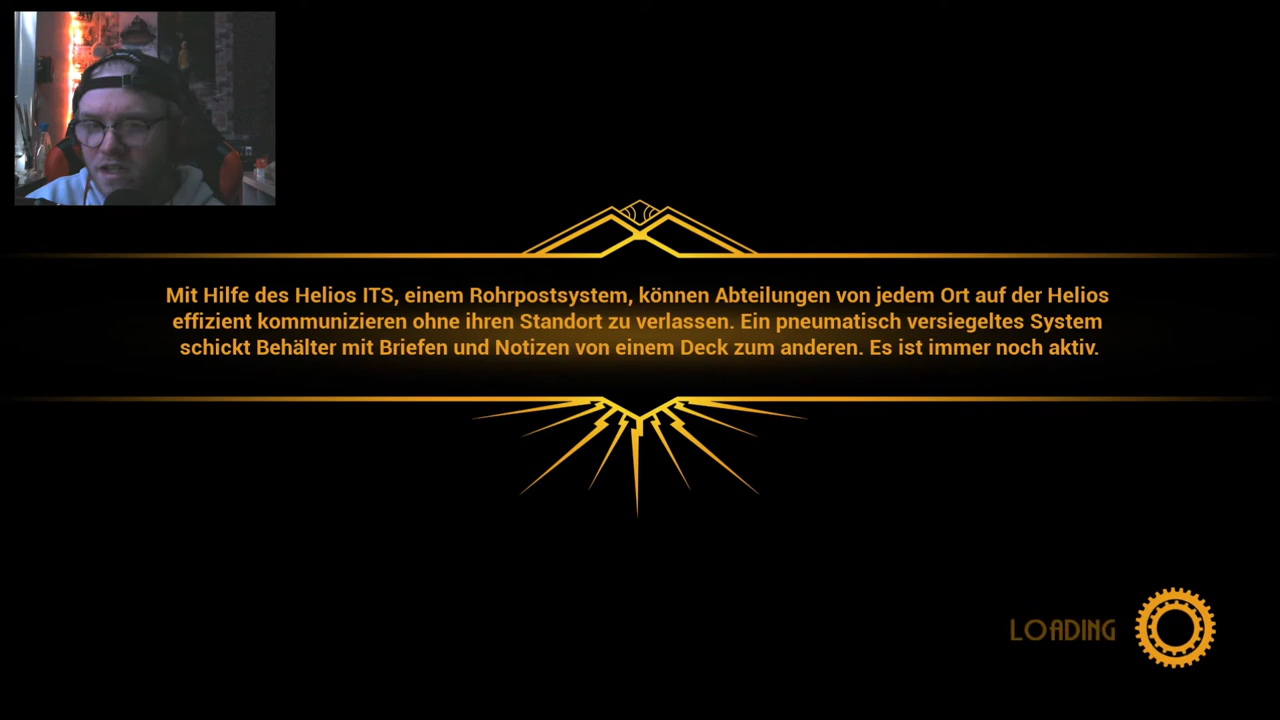 Mit Hilfe des Helios ITS, einem Rohrpostsystem, können Abteilungen von jedem Ort auf der Helios
effizient kommunizieren ohne ihren Standort zu verlassen. Ein pneumatisch versiegeltes System
schickt Behälter mit Briefen und Notizen von einem Deck zum anderen. Es ist immer noch aktiv.
LOADING